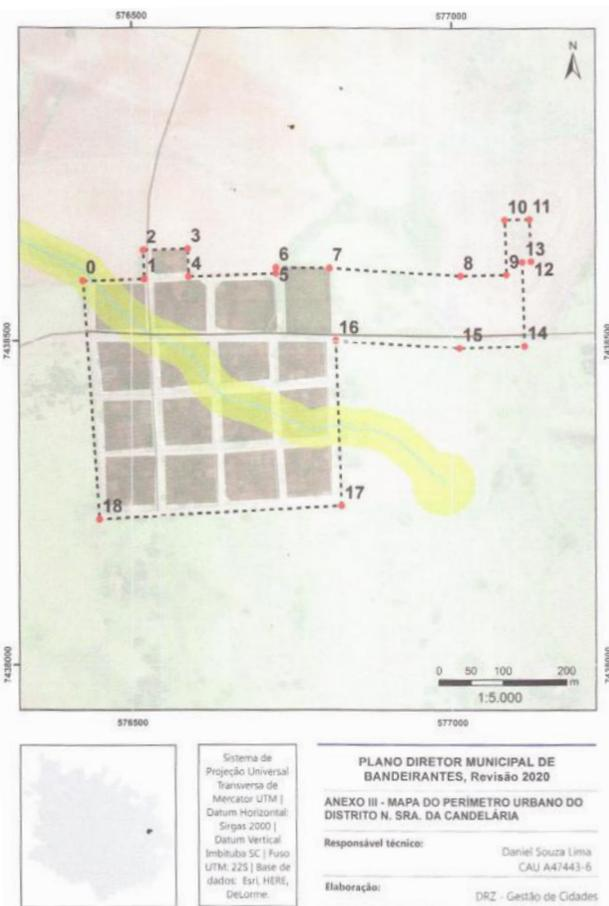 576500 577000
N
10 11
2 3
6 7 13
0 1 4 5 8 9 12
16
7438500 15 14 7438500
18 17
7438000 7438000
0 50 100 200
m
1:5.000
576500 577000
Sistema de
Projeção Universal
Transversa de
Mercator UTM |
Datum Horizontal:
Sirgas 2000 |
Datum Vertical
Imbituba SC | Fuso
UTM: 22S | Base de
dados: Esri, HERE,
DeLorme.
PLANO DIRETOR MUNICIPAL DE
BANDEIRANTES, Revisão 2020
ANEXO III - MAPA DO PERÍMETRO URBANO DO
DISTRITO N. SRA. DA CANDELÁRIA
Responsável técnico:
Daniel Souza Lima
CAU A47443-6
Elaboração:
DRZ - Gestão de Cidades